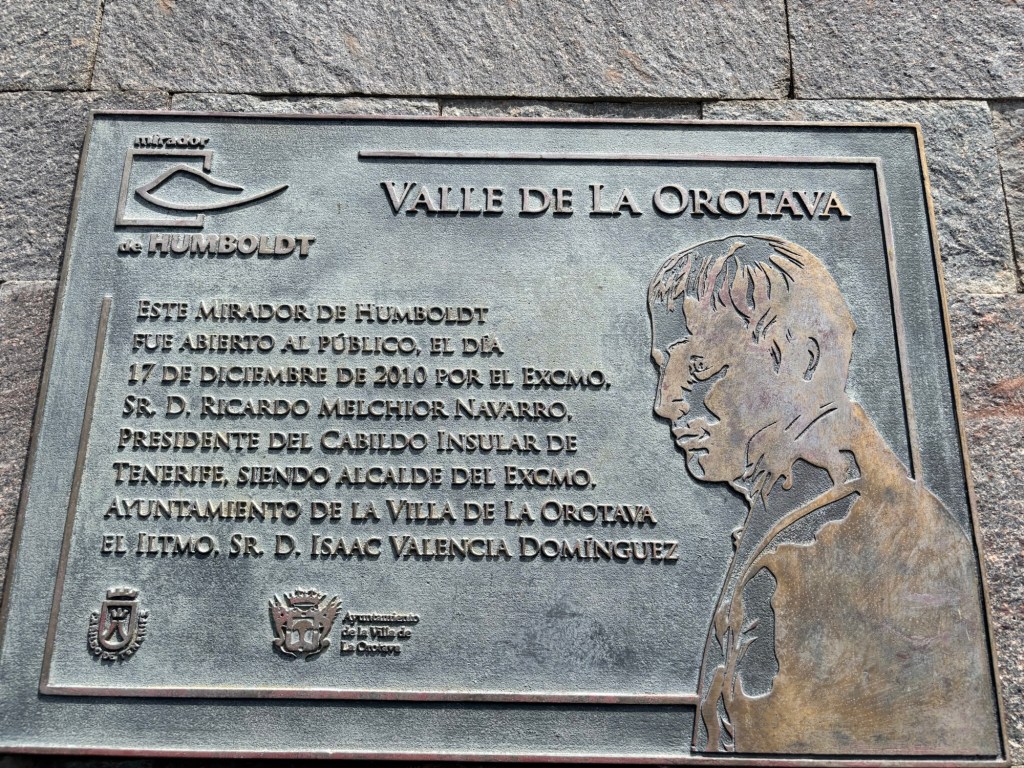 mirador
de HUMBOLDT
VALLE DE LA OROTAVA
ESTE MIRADOR DE HUMBOLDT
FUE ABIERTO AL PÚBLICO, EL DÍA
17 DE DICIEMBRE DE 2010 POR EL EXCMO.
SR. D. RICARDO MELCHIOR NAVARRO,
PRESIDENTE DEL CABILDO INSULAR DE
TENERIFE, SIENDO ALCALDE DEL EXCMO.
AYUNTAMIENTO DE LA VILLA DE LA OROTAVA
EL ILTMO. SR. D. ISAAC VALENCIA DOMÍNGUEZ
CABILDO DE TENERIFE
Ayuntamiento
de la Villa de
La Orotava